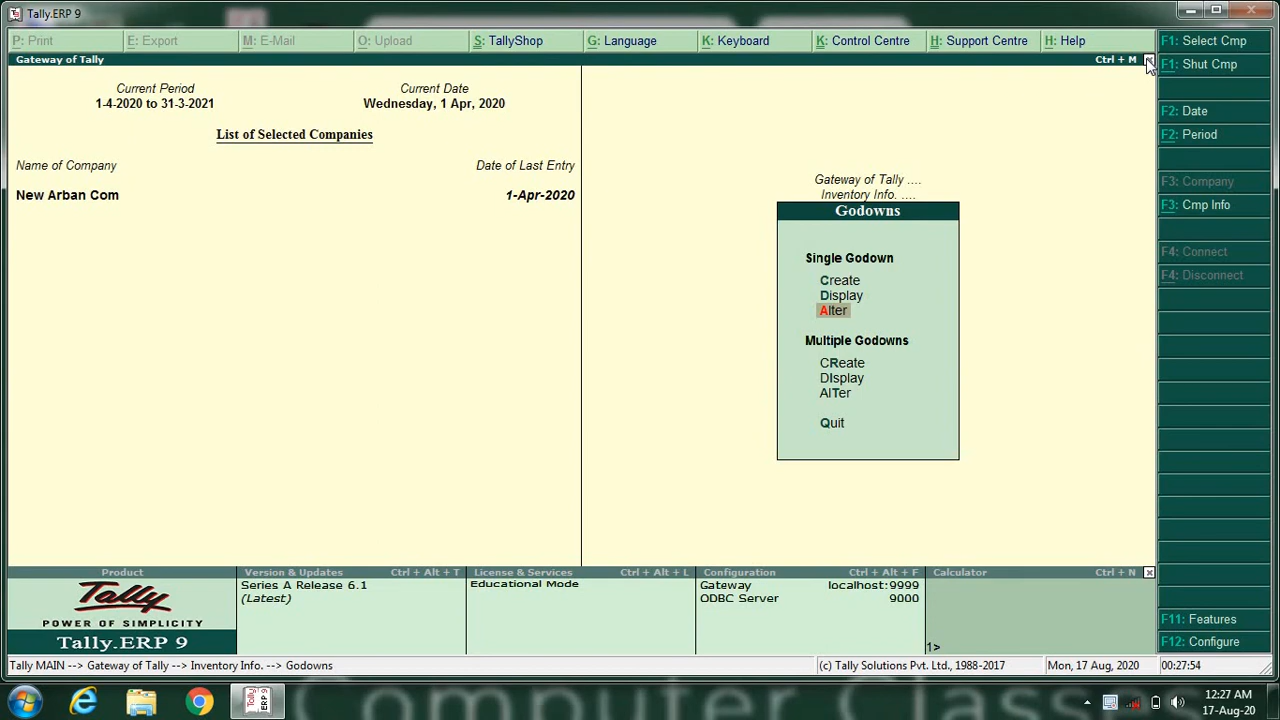 Tally.ERP 9
P: Print
E: Export
M: E-Mail
O: Upload
S: TallyShop
G: Language
K: Keyboard
K: Control Centre
H: Support Centre
H: Help
Gateway of Tally
Ctrl + M
Current Period
1-4-2020 to 31-3-2021
Current Date
Wednesday, 1 Apr, 2020
List of Selected Companies
Name of Company
Date of Last Entry
New Arban Com
1-Apr-2020
Gateway of Tally ....
Inventory Info. ....
Godowns
Single Godown
Create
Display
Alter
Multiple Godowns
CReate
DIsplay
AlTer
Quit
F1: Select Cmp
F1: Shut Cmp
F2: Date
F2: Period
F3: Company
F3: Cmp Info
F4: Connect
F4: Disconnect
F11: Features
F12: Configure
Product
Tally
POWER OF SIMPLICITY
Tally.ERP 9
Version & Updates Ctrl + Alt + T
Series A Release 6.1
(Latest)
License & Services Ctrl + Alt + L
Educational Mode
Configuration Ctrl + Alt + F
Gateway localhost:9999
ODBC Server 9000
Calculator Ctrl + N
1>
Tally MAIN --> Gateway of Tally --> Inventory Info. --> Godowns
(c) Tally Solutions Pvt. Ltd., 1988-2017
Mon, 17 Aug, 2020
00:27:54
Tally
ERP 9
12:27 AM
17-Aug-20